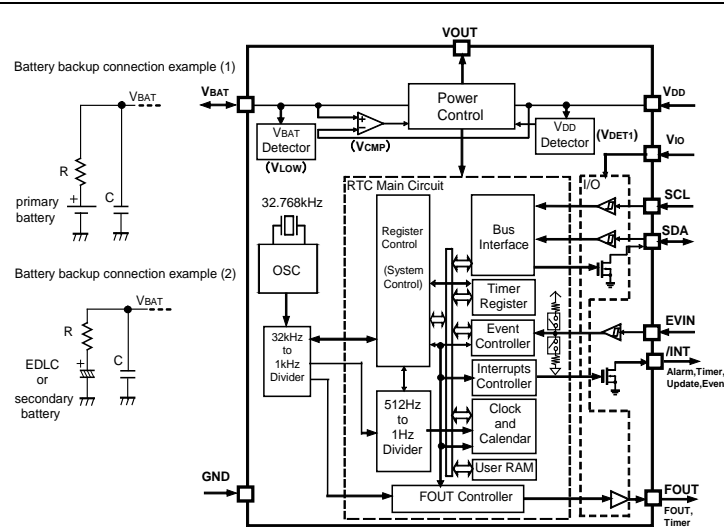 VOUT
Battery backup connection example (1)
VBAT
R
+
C
primary
battery
Battery backup connection example (2)
VBAT
R
+
C
EDLC
or
secondary
battery
VBAT
Power
Control
VDD
+
−
VBAT
Detector
(VLOW)
(VCMP)
VDD
Detector
(VDET1)
VIO
RTC Main Circuit
I/O
32.768kHz
OSC
Register
Control
(System
Control)
Bus
Interface
SCL
SDA
Timer
Register
Event
Controller
EVIN
32kHz
to
1kHz
Divider
Interrupts
Controller
/INT
Alarm,Timer,
Update,Even
512Hz
to
1Hz
Divider
Clock
and
Calendar
User RAM
GND
FOUT Controller
FOUT
FOUT,
Timer